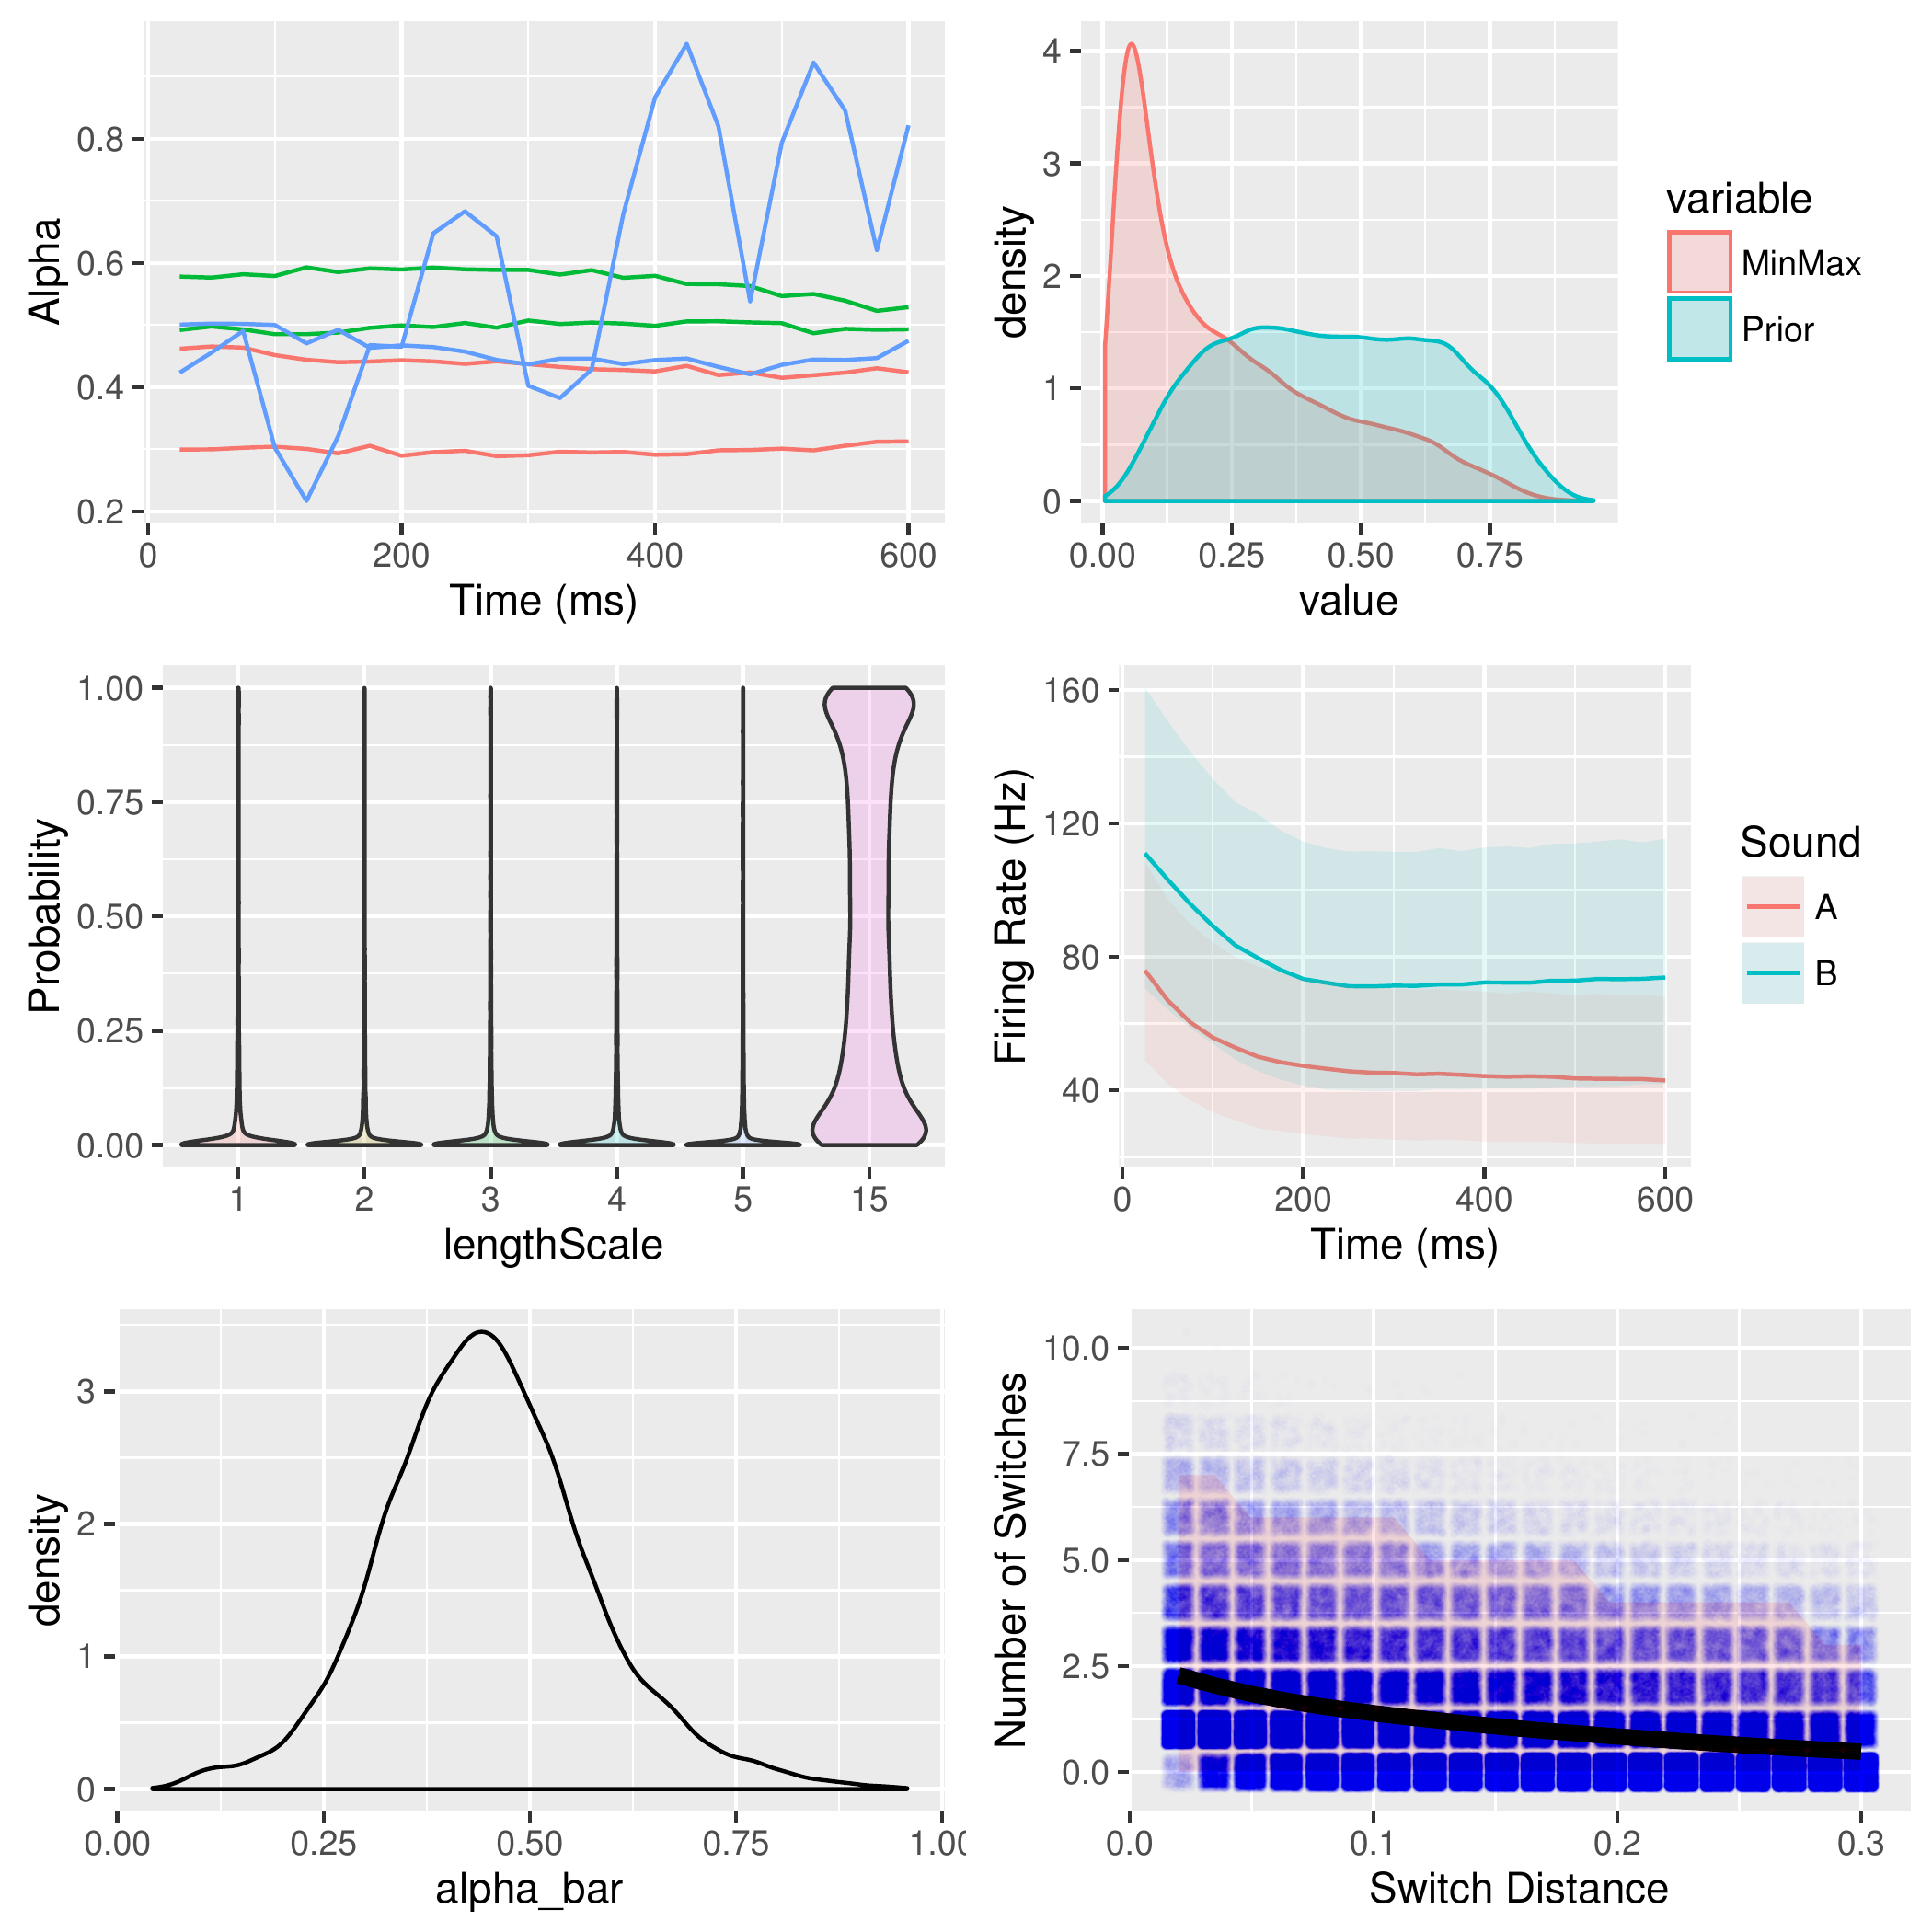 Alpha
0.8
0.6
0.4
0.2
0 200 400 600
Time (ms)
density
4
3
2
1
0
0.00 0.25 0.50 0.75
value
variable
MinMax
Prior
Probability
1.00
0.75
0.50
0.25
0.00
1 2 3 4 5 15
lengthScale
Firing Rate (Hz)
160
120
80
40
0 200 400 600
Time (ms)
Sound
A
B
density
3
2
1
0
0.00 0.25 0.50 0.75 1.00
alpha_bar
Number of Switches
10.0
7.5
5.0
2.5
0.0
0.0 0.1 0.2 0.3
Switch Distance